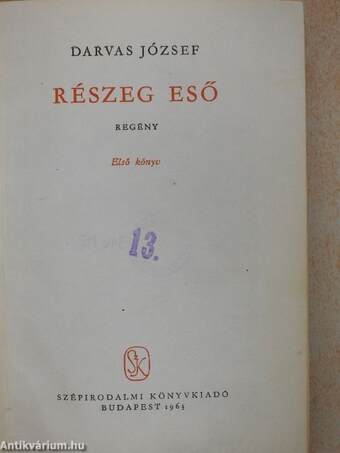 DARVAS JÓZSEF
RÉSZEG ESŐ
REGÉNY
Első könyv
13.
SZK
SZÉPIRODALMI KÖNYVKIADÓ
BUDAPEST 1963
Antikvárium.hu